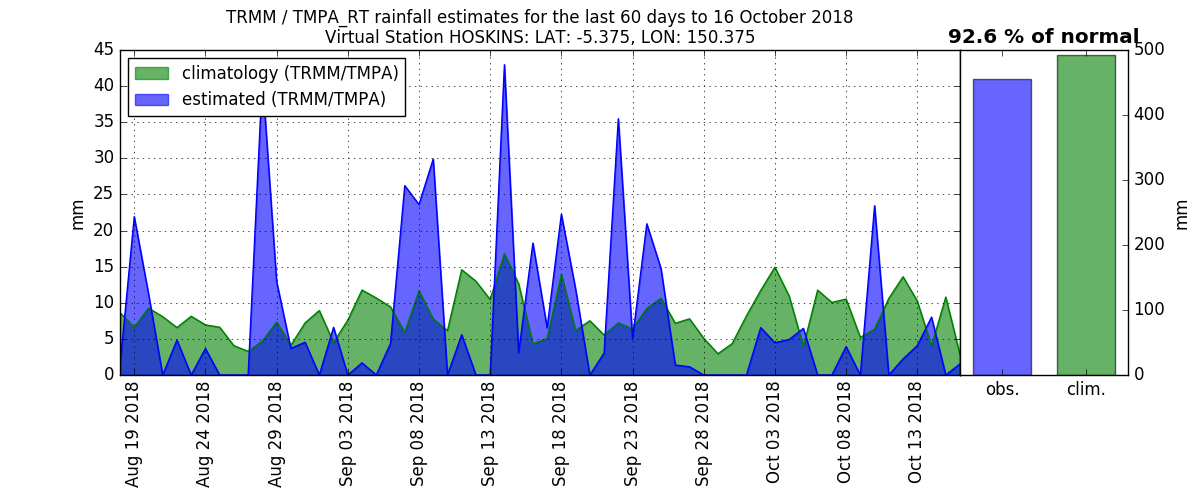 TRMM / TMPA_RT rainfall estimates for the last 60 days to 16 October 2018
Virtual Station HOSKINS: LAT: -5.375, LON: 150.375
92.6 % of normal
climatology (TRMM/TMPA)
estimated (TRMM/TMPA)
45
40
35
30
25
20
15
10
5
0
mm
500
400
300
200
100
0
mm
obs.
clim.
Aug 19 2018
Aug 24 2018
Aug 29 2018
Sep 03 2018
Sep 08 2018
Sep 13 2018
Sep 18 2018
Sep 23 2018
Sep 28 2018
Oct 03 2018
Oct 08 2018
Oct 13 2018